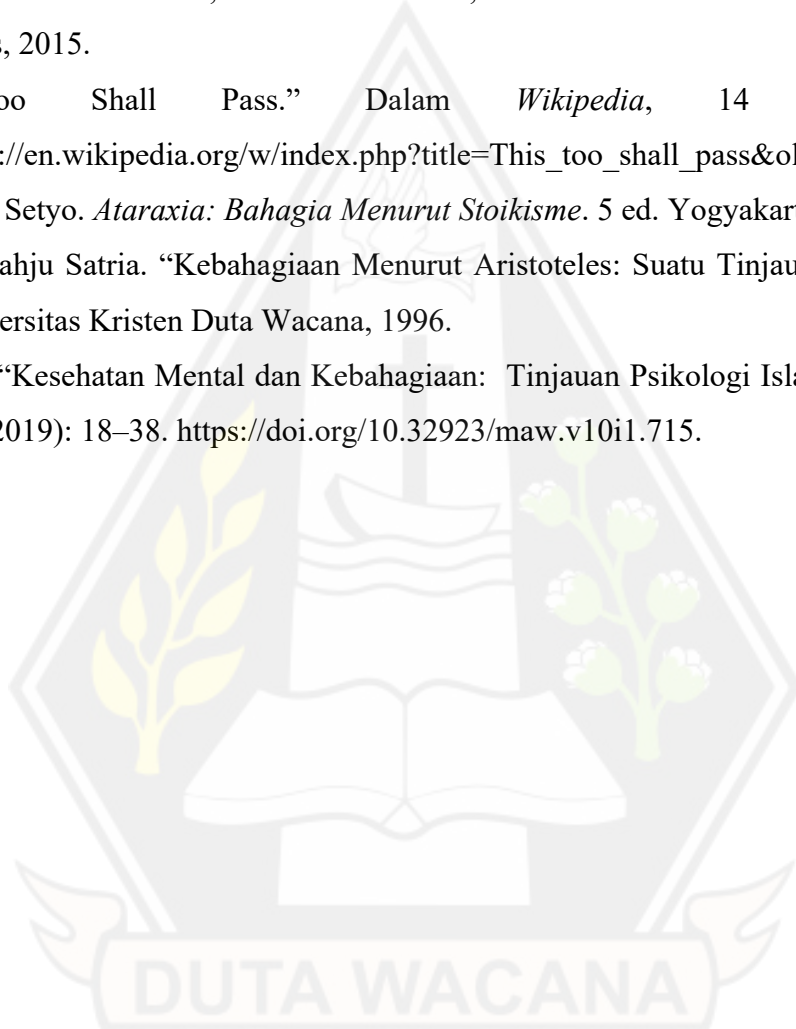 s, 2015.
oo Shall Pass.” Dalam Wikipedia, 14
://en.wikipedia.org/w/index.php?title=This_too_shall_pass&ol
Setyo. Ataraxia: Bahagia Menurut Stoikisme. 5 ed. Yogyakar
ahju Satria. “Kebahagiaan Menurut Aristoteles: Suatu Tinjau
ersitas Kristen Duta Wacana, 1996.
“Kesehatan Mental dan Kebahagiaan: Tinjauan Psikologi Isla
2019): 18–38. https://doi.org/10.32923/maw.v10i1.715.
DUTA WACANA